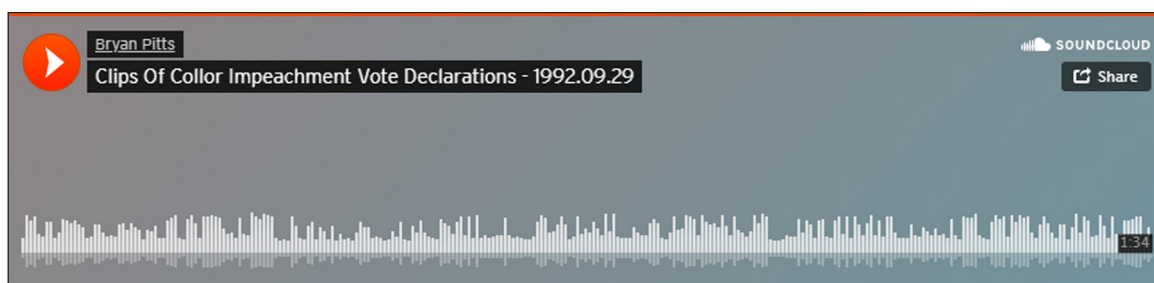 Bryan Pitts
SOUNDCLOUD
Clips Of Collor Impeachment Vote Declarations - 1992.09.29
Share
1:34